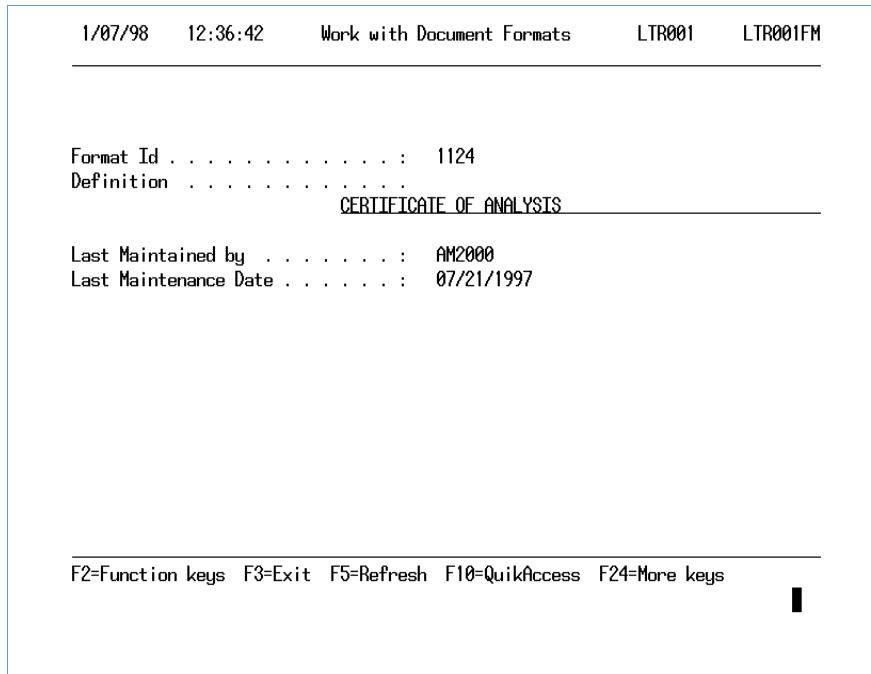 1/07/98 12:36:42 Work with Document Formats LTR001 LTR001FM
Format Id . . . . . . . . . . . . : 1124
Definition . . . . . . . . . . . .
CERTIFICATE OF ANALYSIS
Last Maintained by . . . . . . . : AM2000
Last Maintenance Date . . . . . . : 07/21/1997
F2=Function keys F3=Exit F5=Refresh F10=QuikAccess F24=More keys